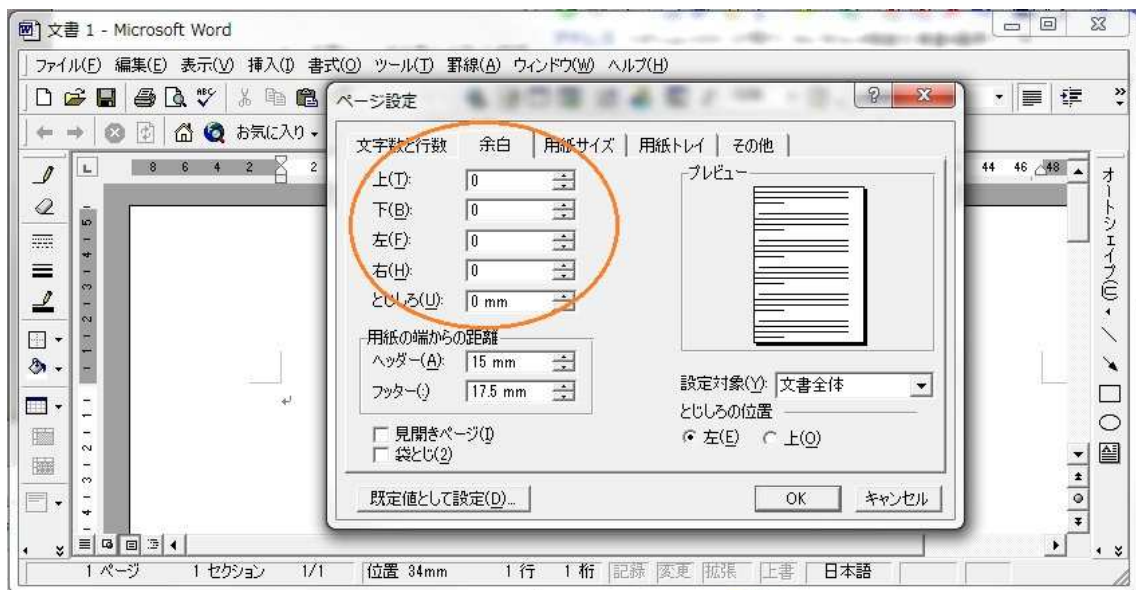 文書 1 - Microsoft Word
ファイル(F) 編集(E) 表示(V) 挿入(I) 書式(O) ツール(T) 罫線(A) ウィンドウ(W) ヘルプ(H)
ページ設定
お気に入り
文字数と行数 余白 用紙サイズ 用紙トレイ その他
8 6 4 2 2 44 46 48
上(T): 0
下(B): 0
左(F): 0
右(H): 0
とじしろ(U): 0 mm
プレビュー
用紙の端からの距離
ヘッダー(A): 15 mm
フッター(:) 17.5 mm
設定対象(Y): 文書全体
とじしろの位置
左(E) 上(O)
見開きページ(I)
袋とじ(2)
既定値として設定(D)... OK キャンセル
オートシェイプ(U)
1 ページ 1 セクション 1/1 位置 34mm 1 行 1 桁 記録 変更 拡張 上書 日本語